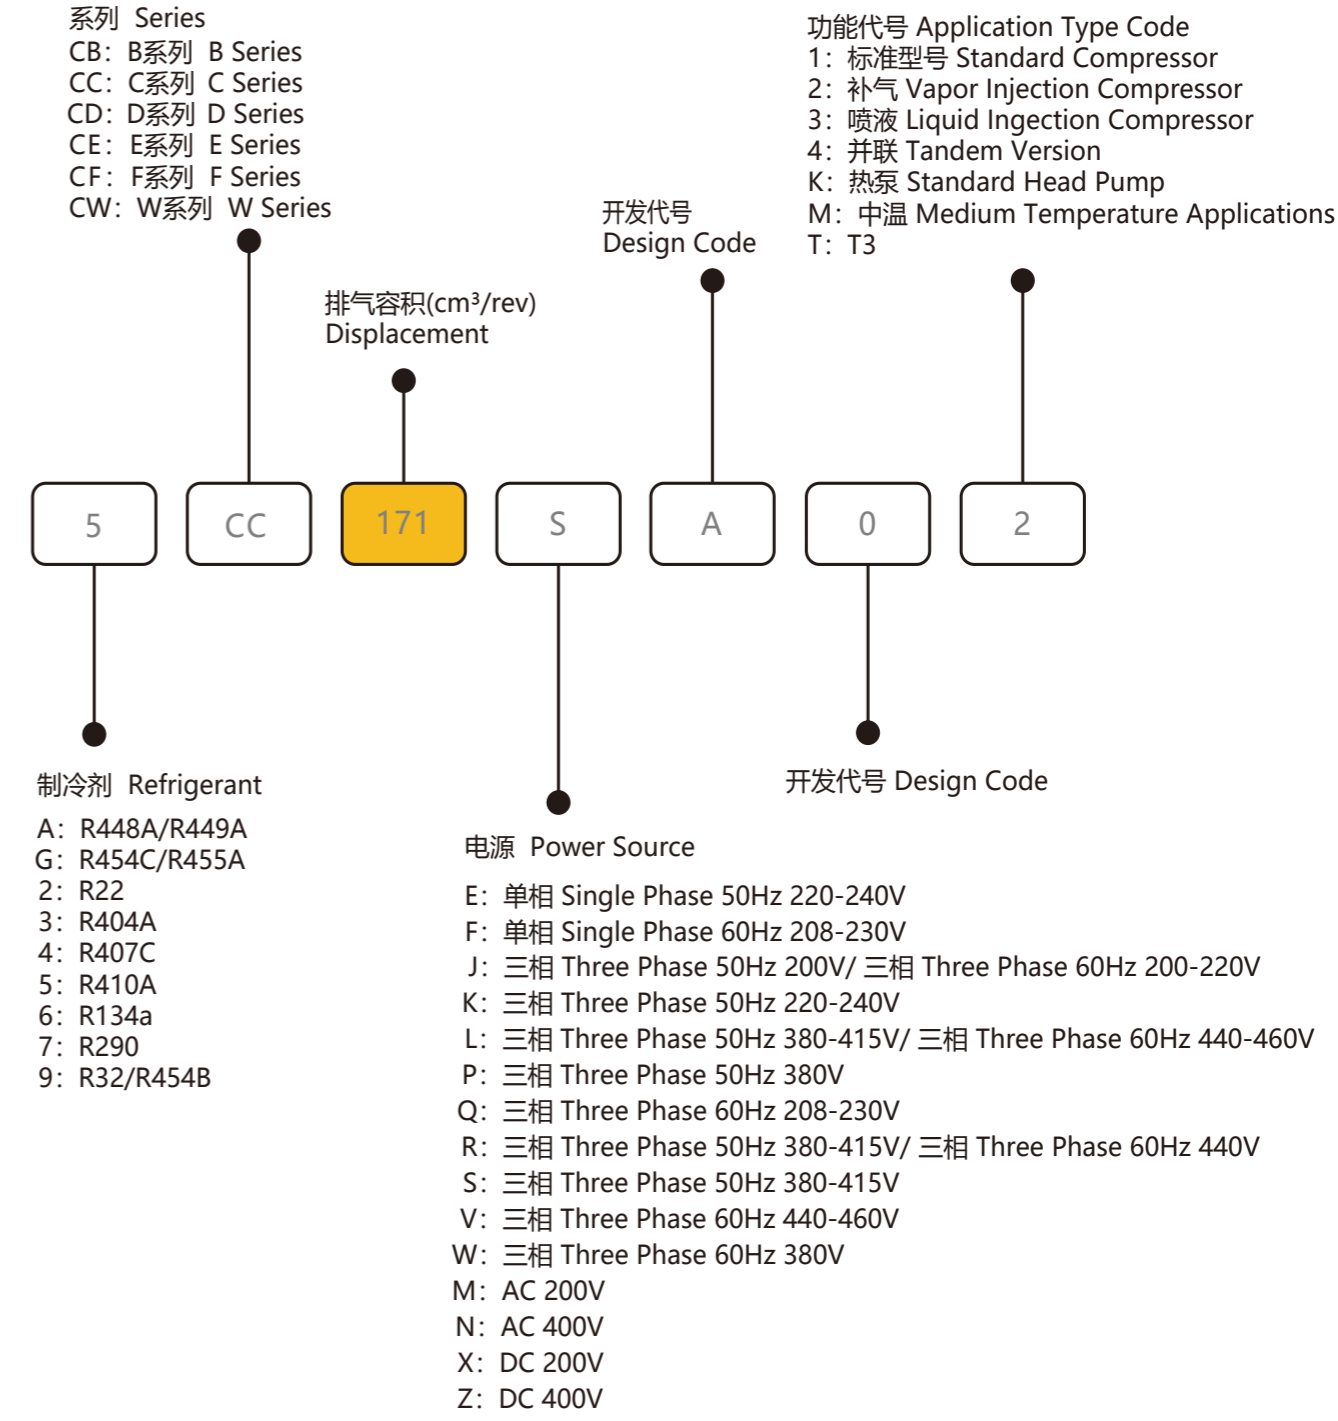 系列 Series
CB：B系列 B Series
CC：C系列 C Series
CD：D系列 D Series
CE：E系列 E Series
CF：F系列 F Series
CW：W系列 W Series
排气容积(cm³/rev)
Displacement
开发代号
Design Code
功能代号 Application Type Code
1：标准型号 Standard Compressor
2：补气 Vapor Injection Compressor
3：喷液 Liquid Ingection Compressor
4：并联 Tandem Version
K：热泵 Standard Head Pump
M：中温 Medium Temperature Applications
T：T3
5 CC 171 S A 0 2
制冷剂 Refrigerant
A：R448A/R449A
G：R454C/R455A
2：R22
3：R404A
4：R407C
5：R410A
6：R134a
7：R290
9：R32/R454B
电源 Power Source
E：单相 Single Phase 50Hz 220-240V
F：单相 Single Phase 60Hz 208-230V
J：三相 Three Phase 50Hz 200V/ 三相 Three Phase 60Hz 200-220V
K：三相 Three Phase 50Hz 220-240V
L：三相 Three Phase 50Hz 380-415V/ 三相 Three Phase 60Hz 440-460V
P：三相 Three Phase 50Hz 380V
Q：三相 Three Phase 60Hz 208-230V
R：三相 Three Phase 50Hz 380-415V/ 三相 Three Phase 60Hz 440V
S：三相 Three Phase 50Hz 380-415V
V：三相 Three Phase 60Hz 440-460V
W：三相 Three Phase 60Hz 380V
M：AC 200V
N：AC 400V
X：DC 200V
Z：DC 400V
开发代号 Design Code